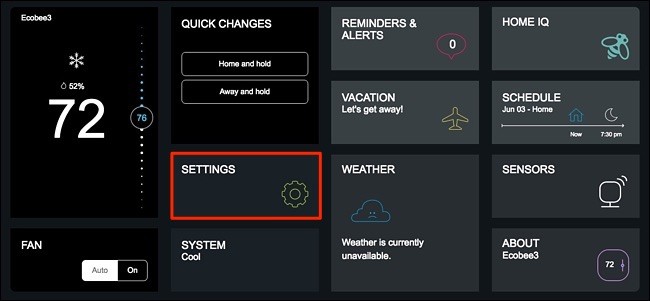 Ecobee3
52%
72
76
FAN
Auto
On
QUICK CHANGES
Home and hold
Away and hold
SETTINGS
SYSTEM
Cool
REMINDERS &
ALERTS
0
VACATION
Let's get away!
WEATHER
Weather is currently
unavailable.
HOME IQ
SCHEDULE
Jun 03 - Home
Now
7:30 pm
SENSORS
ABOUT
Ecobee3
72